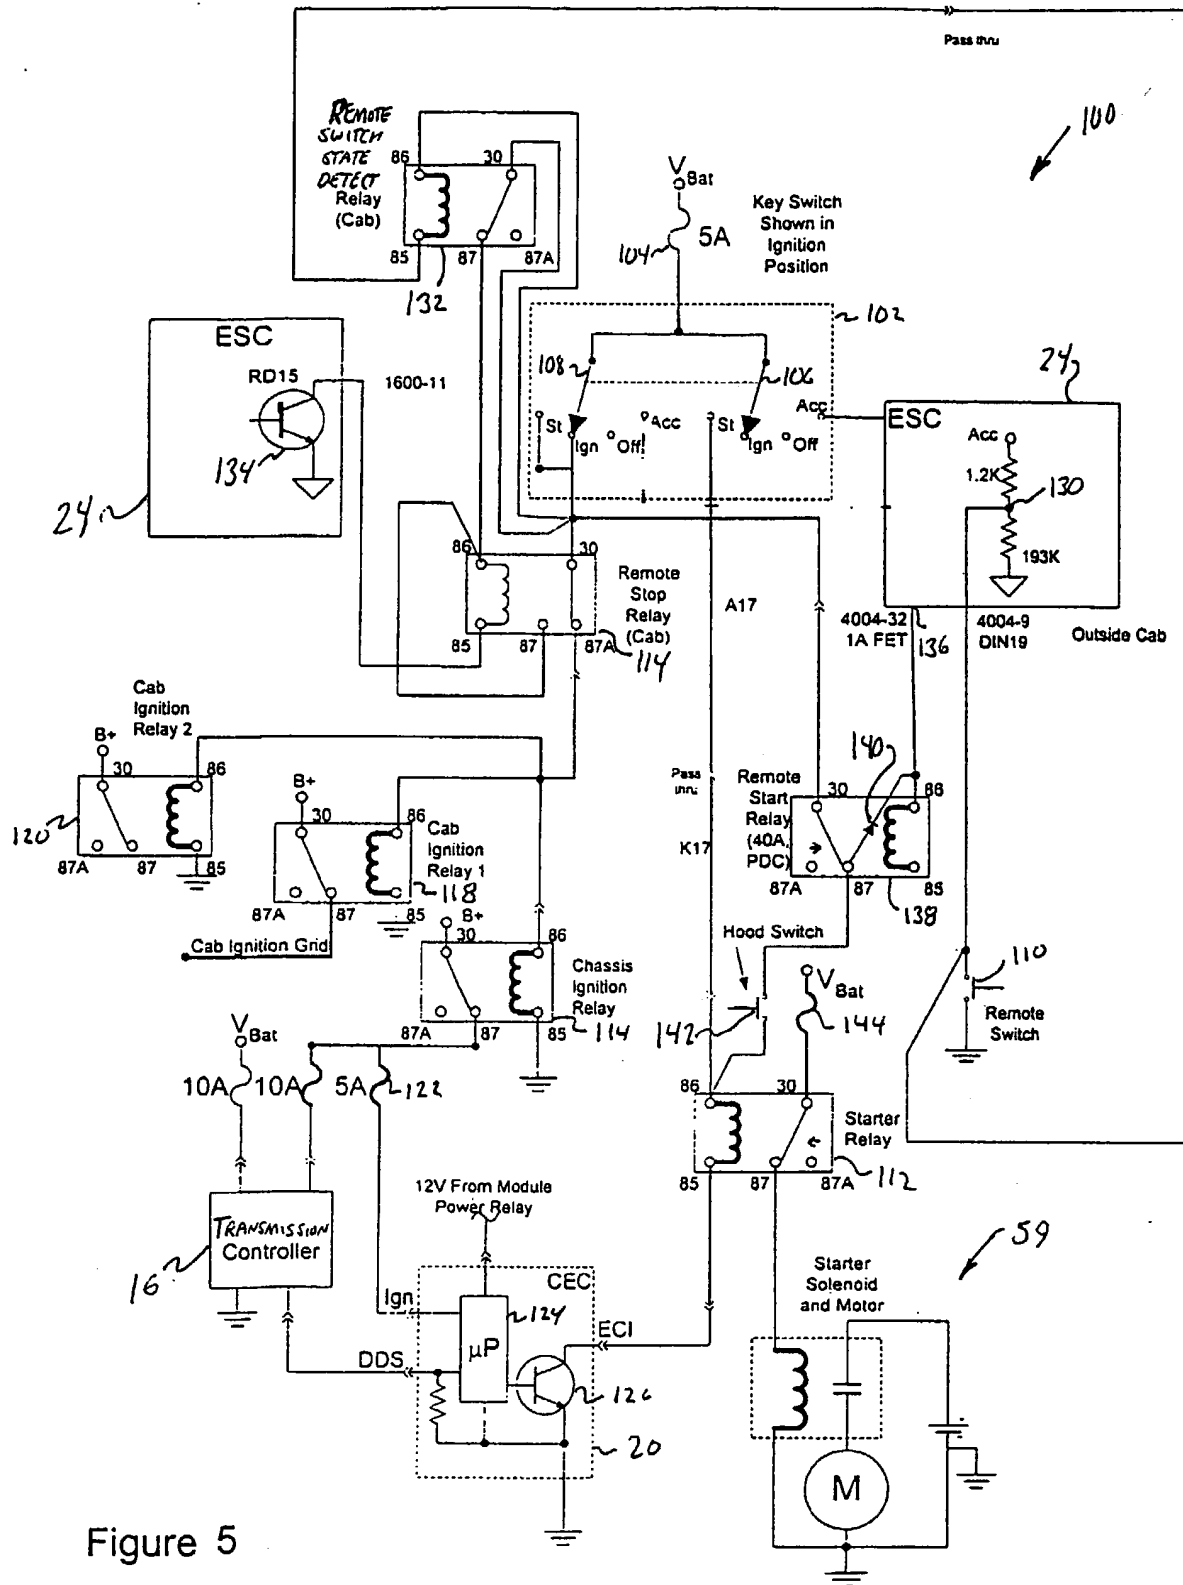 Pass thru
100
REMOTE
SWITCH
STATE
DETECT
Relay
(Cab)
86
30
85
87
87A
132
V
Bat
5A
104
Key Switch
Shown in
Ignition
Position
102
108
106
St
Ign
Off
Acc
St
Ign
Off
Acc
ESC
RD15
134
24
1600-11
24
ESC
Acc
1.2K
130
193K
4004-32
1A FET
136
4004-9
DIN19
Outside Cab
86
30
85
87
87A
114
Remote
Stop
Relay
(Cab)
A17
Cab
Ignition
Relay 2
B+
30
86
120
87A
87
85
B+
30
86
Cab
Ignition
Relay 1
118
87A
87
85
Cab Ignition Grid
Pass
thru
K17
Remote
Start
Relay
(40A,
PDC)
140
30
86
87A
87
85
138
B+
30
86
Chassis
Ignition
Relay
87A
87
85
114
Hood Switch
142
V
Bat
144
110
Remote
Switch
V
Bat
10A
10A
5A
122
86
30
Starter
Relay
85
87
87A
112
TRANSMISSION
Controller
16
12V From Module
Power Relay
CEC
Ign
124
µP
ECI
DDS
126
20
59
Starter
Solenoid
and Motor
M
Figure 5